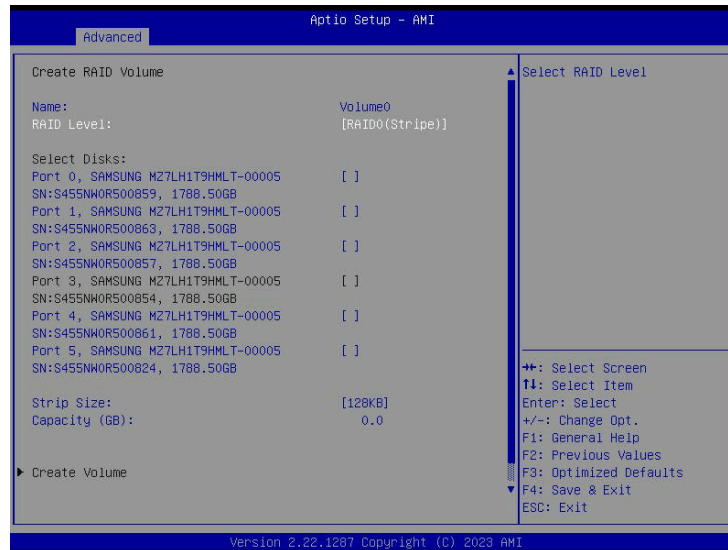 Aptio Setup - AMI
Advanced
Create RAID Volume
Select RAID Level
Name: Volume0
RAID Level: [RAID0(Stripe)]
Select Disks:
Port 0, SAMSUNG MZ7LH1T9HMLT-00005 [ ]
SN:S455NW0R500859, 1788.50GB
Port 1, SAMSUNG MZ7LH1T9HMLT-00005 [ ]
SN:S455NW0R500863, 1788.50GB
Port 2, SAMSUNG MZ7LH1T9HMLT-00005 [ ]
SN:S455NW0R500857, 1788.50GB
Port 3, SAMSUNG MZ7LH1T9HMLT-00005 [ ]
SN:S455NW0R500854, 1788.50GB
Port 4, SAMSUNG MZ7LH1T9HMLT-00005 [ ]
SN:S455NW0R500861, 1788.50GB
Port 5, SAMSUNG MZ7LH1T9HMLT-00005 [ ]
SN:S455NW0R500824, 1788.50GB
Strip Size: [128KB]
Capacity (GB): 0.0
Create Volume
→←: Select Screen
↑↓: Select Item
Enter: Select
+/-: Change Opt.
F1: General Help
F2: Previous Values
F3: Optimized Defaults
F4: Save & Exit
ESC: Exit
Version 2.22.1287 Copyright (C) 2023 AMI